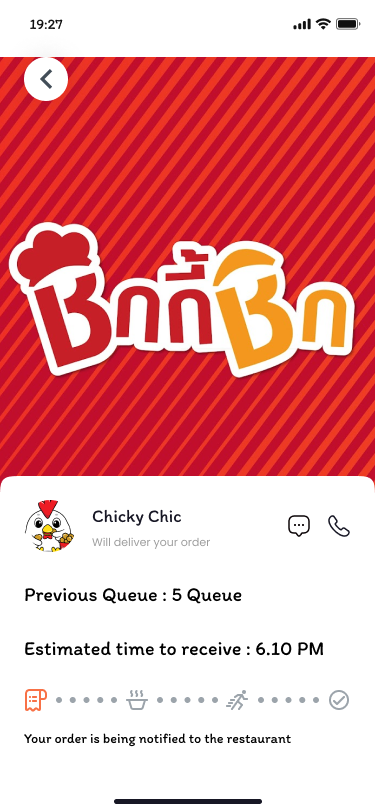 19:27
ชิกกี้ชิก
Chicky Chic
Will deliver your order
Previous Queue : 5 Queue
Estimated time to receive : 6.10 PM
Your order is being notified to the restaurant